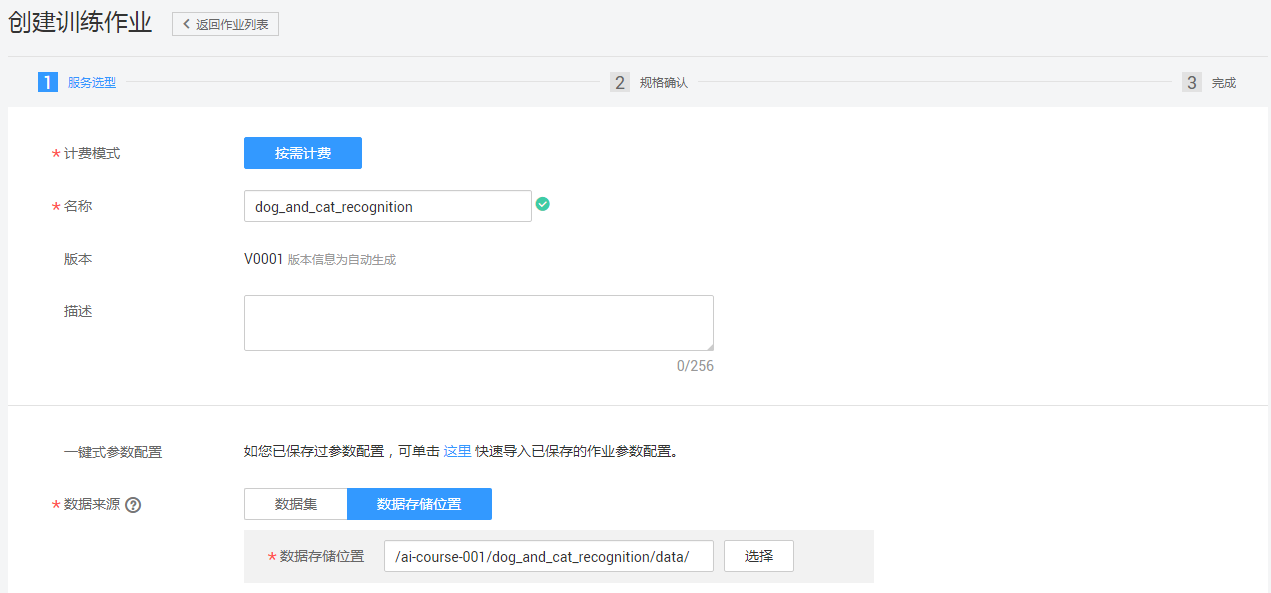 创建训练作业 返回作业列表
1 服务选型 2 规格确认 3 完成
* 计费模式 按需计费
* 名称 dog_and_cat_recognition
版本 V0001 版本信息为自动生成
描述
0/256
一键式参数配置 如您已保存过参数配置，可单击 这里 快速导入已保存的作业参数配置。
* 数据来源 ? 数据集 数据存储位置
* 数据存储位置 /ai-course-001/dog_and_cat_recognition/data/ 选择